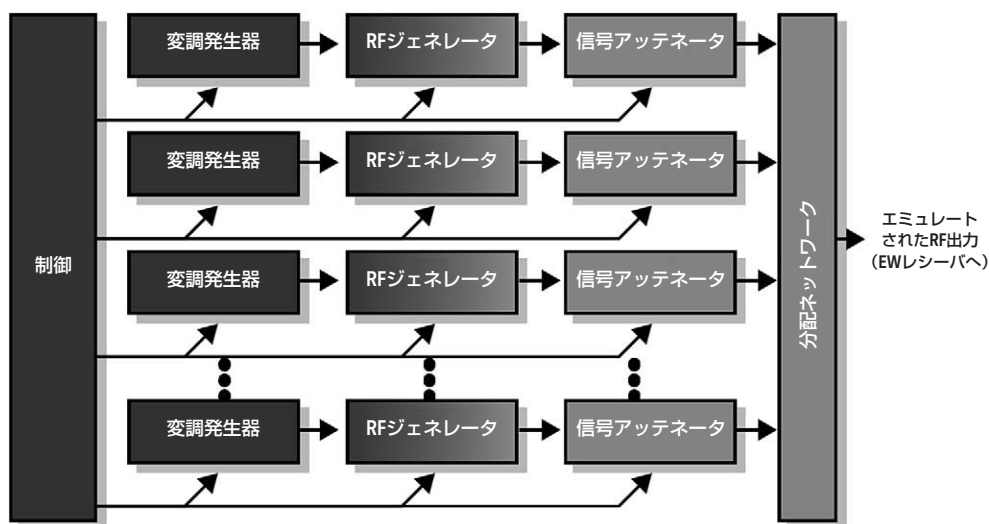 変調発生器
RFジェネレータ
信号アッテネータ
変調発生器
RFジェネレータ
信号アッテネータ
制御
変調発生器
RFジェネレータ
信号アッテネータ
変調発生器
RFジェネレータ
信号アッテネータ
分配ネットワーク
エミュレート
されたRF出力
（EWレシーバへ）